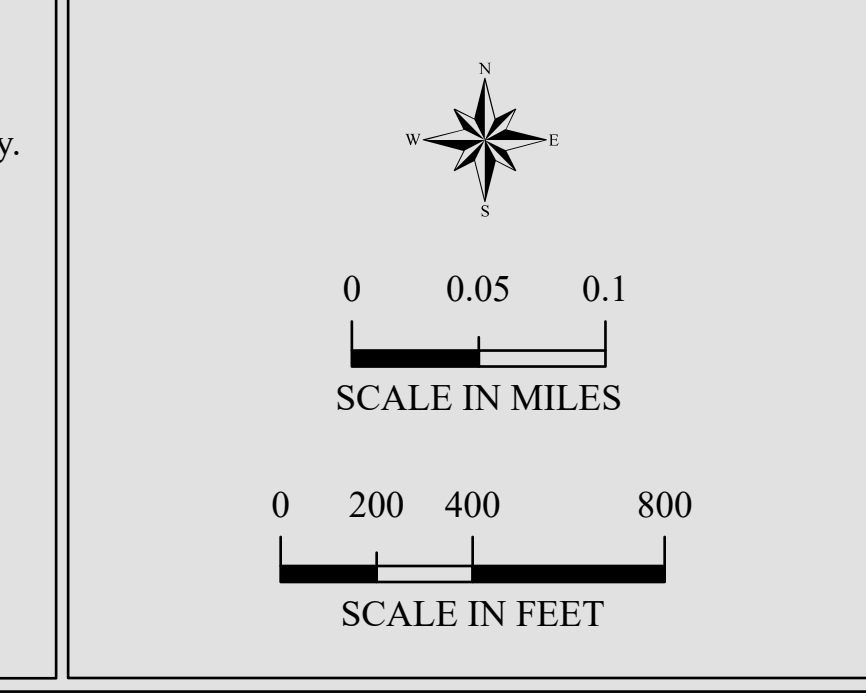 y.
N
W E
S
0 0.05 0.1
SCALE IN MILES
0 200 400 800
SCALE IN FEET